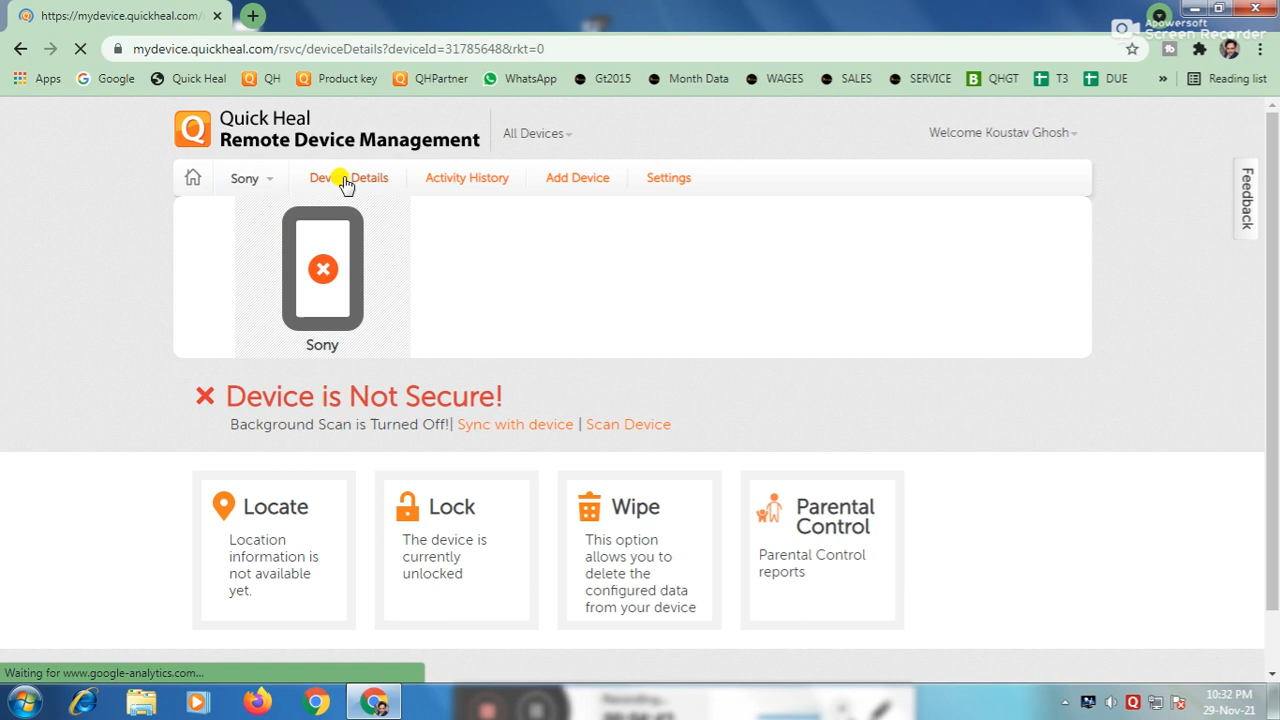 https://mydevice.quickheal.com/
Apowersoft
Screen Recorder
mydevice.quickheal.com/rsvc/deviceDetails?deviceId=31785648&rkt=0
Apps Google Quick Heal QH Product key QHPartner WhatsApp Gt2015 Month Data WAGES SALES SERVICE QHGT T3 DUE » Reading list
Quick Heal
Remote Device Management
All Devices
Welcome Koustav Ghosh
Sony Device Details Activity History Add Device Settings
Feedback
Sony
Device is Not Secure!
Background Scan is Turned Off!| Sync with device | Scan Device
Locate
Location
information is
not available
yet.
Lock
The device is
currently
unlocked
Wipe
This option
allows you to
delete the
configured data
from your device
Parental
Control
Parental Control
reports
Waiting for www.google-analytics.com...
Recording...
10:32 PM
29-Nov-21